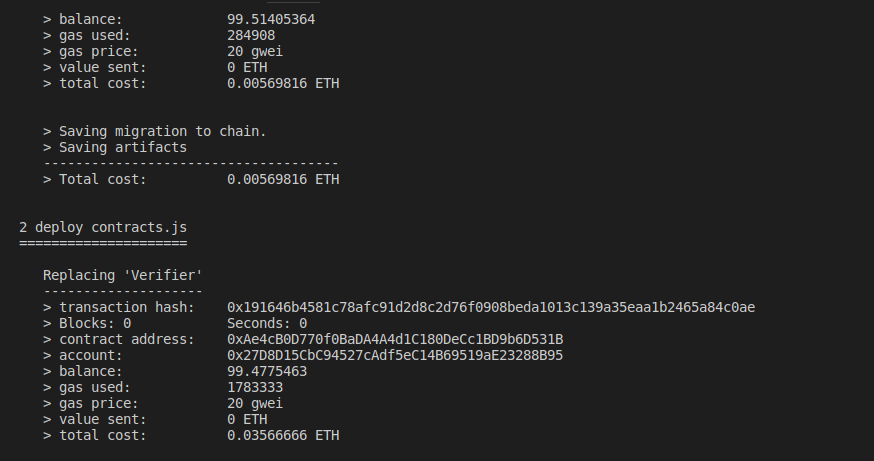 > balance: 99.51405364
> gas used: 284908
> gas price: 20 gwei
> value sent: 0 ETH
> total cost: 0.00569816 ETH
> Saving migration to chain.
> Saving artifacts
-------------------------------------
> Total cost: 0.00569816 ETH
2 deploy contracts.js
=====================
Replacing 'Verifier'
--------------------
> transaction hash: 0x191646b4581c78afc91d2d8c2d76f0908beda1013c139a35eaa1b2465a84c0ae
> Blocks: 0 Seconds: 0
> contract address: 0xAe4cB0D770f0BaDA4A4d1C180DeCc1BD9b6D531B
> account: 0x27D8D15CbC94527cAdf5eC14B69519aE23288B95
> balance: 99.4775463
> gas used: 1783333
> gas price: 20 gwei
> value sent: 0 ETH
> total cost: 0.03566666 ETH